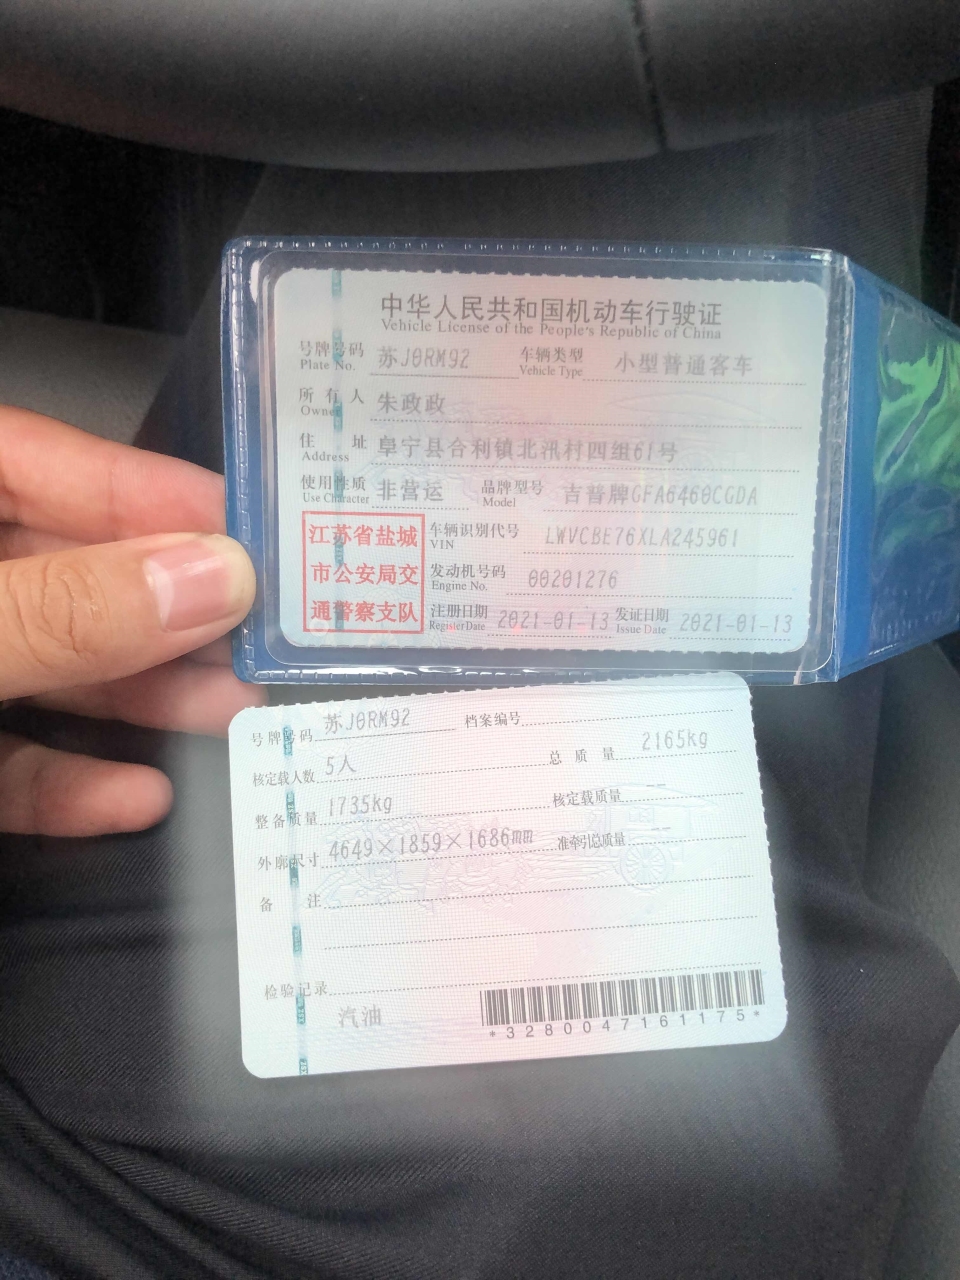 中华人民共和国机动车行驶证
Vehicle License of the People's Republic of China
号牌号码 苏J0RM92 车辆类型 小型普通客车
Plate No. Vehicle Type
所有人 朱政政
Owner
住址 阜宁县合利镇北汛村四组61号
Address
使用性质 非营运 品牌型号 吉普牌GFA6460CGDA
Use Character Model
江苏省盐城 车辆识别代号 LWVCBE76XLA245961
VIN
市公安局交 发动机号码 00201276
Engine No.
通警察支队 注册日期 2021-01-13 发证日期 2021-01-13
Register Date Issue Date
号牌号码 苏J0RM92 档案编号
核定载人数 5人 总质量 2165kg
整备质量 1735kg 核定载质量 --
外廓尺寸 4649×1859×1686mm 准牵引总质量 --
备注
检验记录
汽油
*3280047161175*